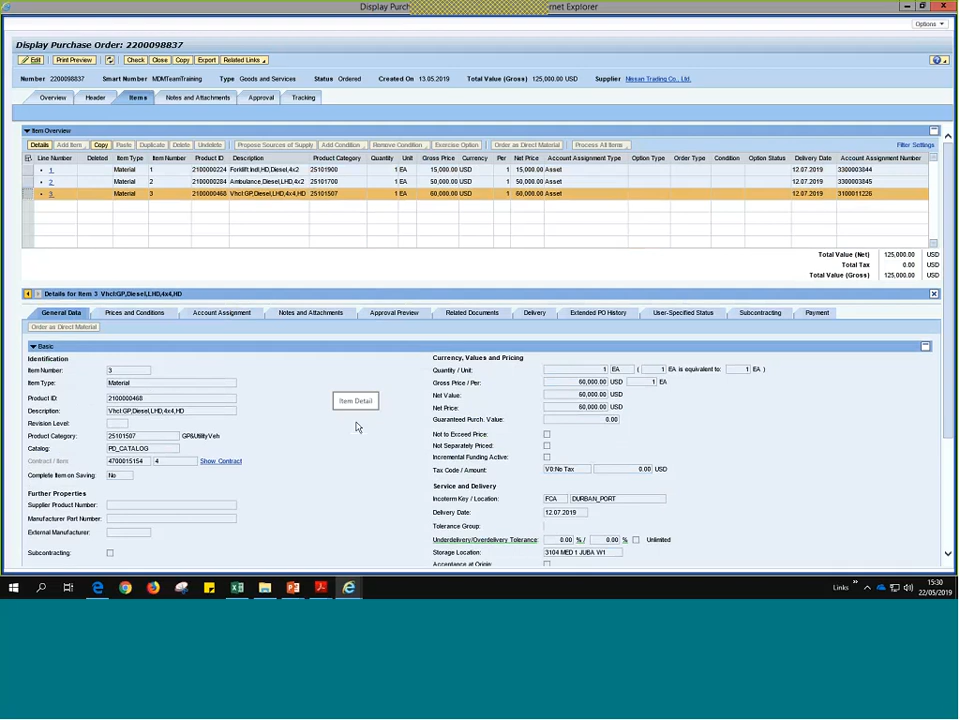 Display Purch rnet Explorer
Options
Display Purchase Order: 2200098837
Edit Print Preview Check Close Copy Export Related Links
Number 2200098837 Smart Number MDMTeamTraining Type Goods and Services Status Ordered Created On 13.05.2019 Total Value (Gross) 125,000.00 USD Supplier Nissan Trading Co., Ltd.
Overview Header Items Notes and Attachments Approval Tracking
Item Overview
Details Add Item Copy Paste Duplicate Delete Undelete Propose Sources of Supply Add Condition Remove Condition Exercise Option Order as Direct Material Process All Items Filter Settings
Line Number Deleted Item Type Item Number Product ID Description Product Category Quantity Unit Gross Price Currency Per Net Price Account Assignment Type Option Type Order Type Condition Option Status Delivery Date Account Assignment Number
• 1 Material 1 2100000224 Forklift:Ind!,HD,Diesel,4x2 25101900 1 EA 15,000.00 USD 1 15,000.00 Asset 12.07.2019 3300003844
• 2 Material 2 2100000284 Ambulance,Diesel,LHD,4x2 25101700 1 EA 50,000.00 USD 1 50,000.00 Asset 12.07.2019 3300003845
• 3 Material 3 2100000468 Vhcl:GP,Diesel,LHD,4x4,HD 25101507 1 EA 60,000.00 USD 1 60,000.00 Asset 12.07.2019 3100011226
Total Value (Net) 125,000.00 USD
Total Tax 0.00 USD
Total Value (Gross) 125,000.00 USD
Details for Item 3 Vhcl:GP,Diesel,LHD,4x4,HD
General Data Prices and Conditions Account Assignment Notes and Attachments Approval Preview Related Documents Delivery Extended PO History User-Specified Status Subcontracting Payment
Order as Direct Material
Basic
Identification
Item Number: 3
Item Type: Material
Product ID: 2100000468
Description: Vhcl:GP,Diesel,LHD,4x4,HD
Revision Level:
Product Category: 25101507 GP&UtilityVeh
Catalog: PD_CATALOG
Contract / Item 4700015154 4 Show Contract
Complete Item on Saving: No
Further Properties
Supplier Product Number:
Manufacturer Part Number:
External Manufacturer:
Subcontracting:
Item Detail
Currency, Values and Pricing
Quantity / Unit: 1 EA ( 1 EA is equivalent to: 1 EA )
Gross Price / Per: 60,000.00 USD 1 EA
Net Value: 60,000.00 USD
Net Price: 60,000.00 USD
Guaranteed Purch. Value: 0.00
Not to Exceed Price:
Not Separately Priced:
Incremental Funding Active:
Tax Code / Amount: V0:No Tax 0.00 USD
Service and Delivery
Incoterm Key / Location: FCA DURBAN_PORT
Delivery Date: 12.07.2019
Tolerance Group:
Underdelivery/Overdelivery Tolerance: 0.00 % / 0.00 % Unlimited
Storage Location: 3104 MED 1 JUBA W1
Acceptance at Origin:
Links » 15:30
22/05/2019